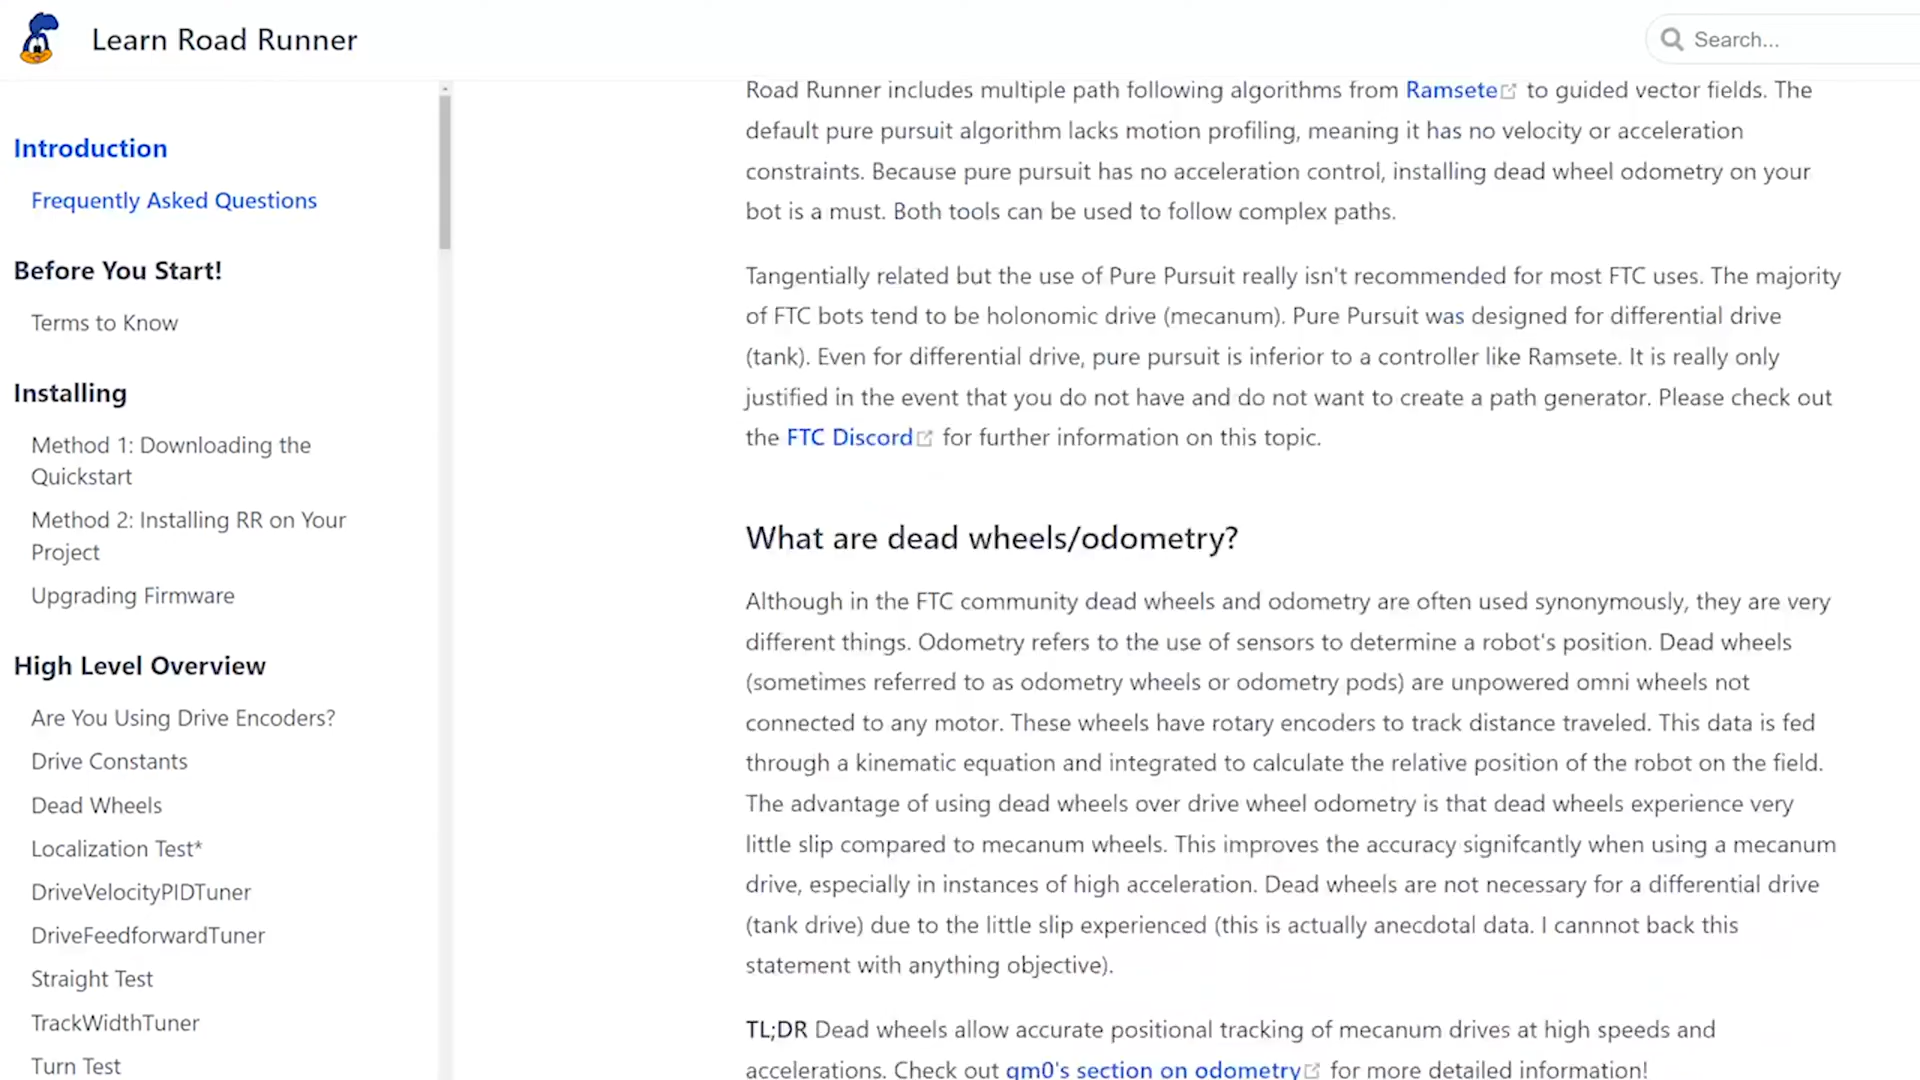 Learn Road Runner
Search...
Introduction
Frequently Asked Questions
Before You Start!
Terms to Know
Installing
Method 1: Downloading the
Quickstart
Method 2: Installing RR on Your
Project
Upgrading Firmware
High Level Overview
Are You Using Drive Encoders?
Drive Constants
Dead Wheels
Localization Test*
DriveVelocityPIDTuner
DriveFeedforwardTuner
Straight Test
TrackWidthTuner
Turn Test
Road Runner includes multiple path following algorithms from Ramsete to guided vector fields. The
default pure pursuit algorithm lacks motion profiling, meaning it has no velocity or acceleration
constraints. Because pure pursuit has no acceleration control, installing dead wheel odometry on your
bot is a must. Both tools can be used to follow complex paths.
Tangentially related but the use of Pure Pursuit really isn't recommended for most FTC uses. The majority
of FTC bots tend to be holonomic drive (mecanum). Pure Pursuit was designed for differential drive
(tank). Even for differential drive, pure pursuit is inferior to a controller like Ramsete. It is really only
justified in the event that you do not have and do not want to create a path generator. Please check out
the FTC Discord for further information on this topic.
What are dead wheels/odometry?
Although in the FTC community dead wheels and odometry are often used synonymously, they are very
different things. Odometry refers to the use of sensors to determine a robot's position. Dead wheels
(sometimes referred to as odometry wheels or odometry pods) are unpowered omni wheels not
connected to any motor. These wheels have rotary encoders to track distance traveled. This data is fed
through a kinematic equation and integrated to calculate the relative position of the robot on the field.
The advantage of using dead wheels over drive wheel odometry is that dead wheels experience very
little slip compared to mecanum wheels. This improves the accuracy signifcantly when using a mecanum
drive, especially in instances of high acceleration. Dead wheels are not necessary for a differential drive
(tank drive) due to the little slip experienced (this is actually anecdotal data. I cannnot back this
statement with anything objective).
TL;DR Dead wheels allow accurate positional tracking of mecanum drives at high speeds and
accelerations. Check out gm0's section on odometry for more detailed information!